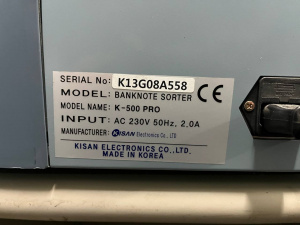 SERIAL No: K13G08A558
MODEL: BANKNOTE SORTER
MODEL NAME: K-500 PRO
INPUT: AC 230V 50Hz, 2.0A
MANUFACTURER: KISAN Electronics Co., LTD
KISAN ELECTRONICS CO.,LTD.
MADE IN KOREA
CE